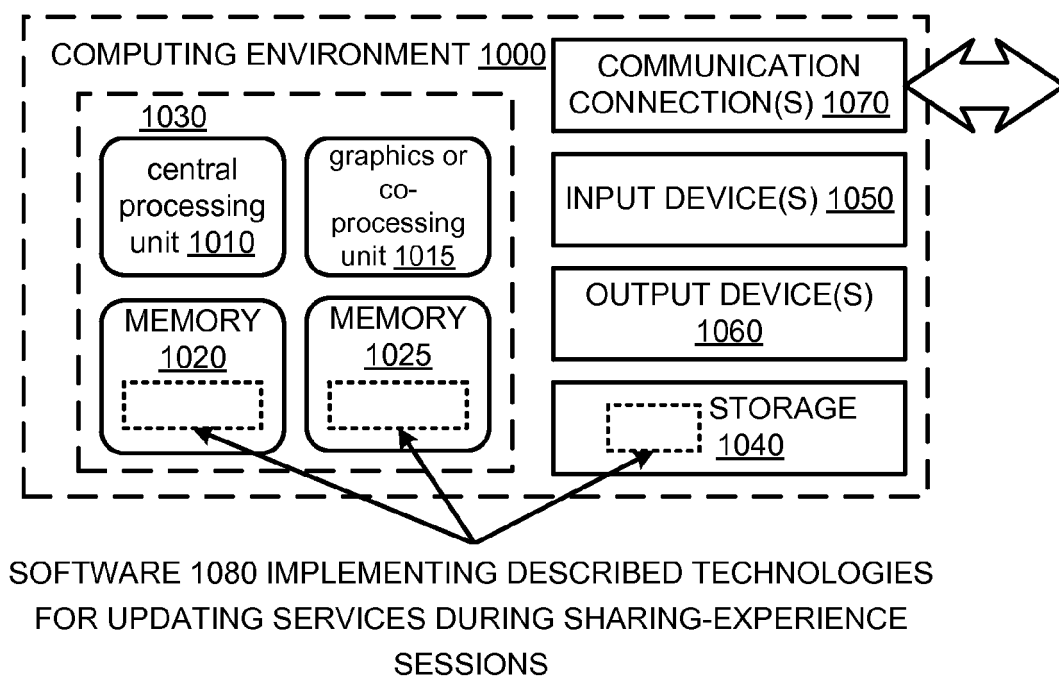 COMPUTING ENVIRONMENT 1000
1030
central
processing
unit 1010
graphics or
co-
processing
unit 1015
MEMORY
1020
MEMORY
1025
COMMUNICATION
CONNECTION(S) 1070
INPUT DEVICE(S) 1050
OUTPUT DEVICE(S)
1060
STORAGE
1040
SOFTWARE 1080 IMPLEMENTING DESCRIBED TECHNOLOGIES
FOR UPDATING SERVICES DURING SHARING-EXPERIENCE
SESSIONS